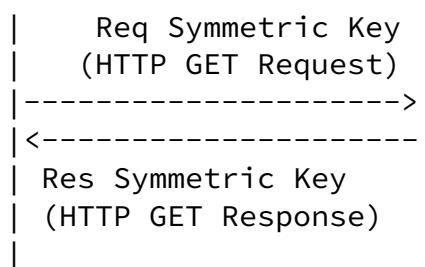 |    Req Symmetric Key
|   (HTTP GET Request)
|--------------------->
|<---------------------
| Res Symmetric Key
| (HTTP GET Response)
|